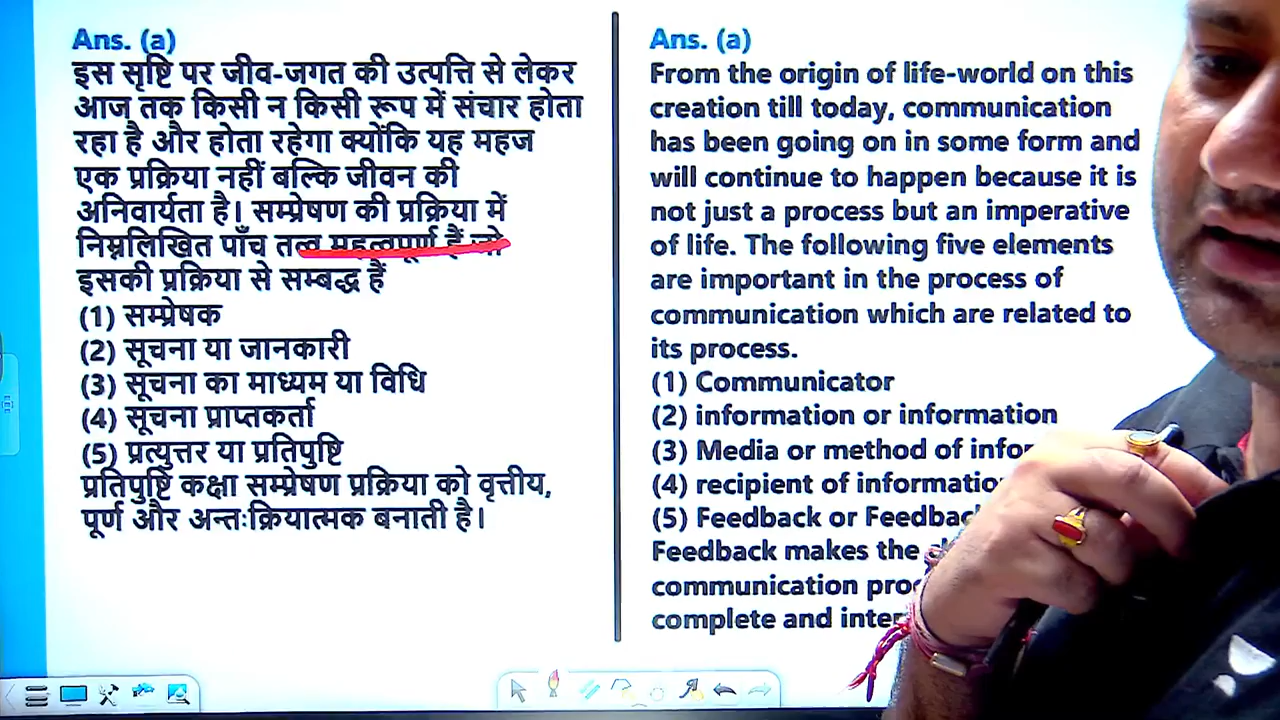 Ans. (a)
इस सृष्टि पर जीव-जगत की उत्पत्ति से लेकर
आज तक किसी न किसी रूप में संचार होता
रहा है और होता रहेगा क्योंकि यह महज
एक प्रक्रिया नहीं बल्कि जीवन की
अनिवार्यता है। सम्प्रेषण की प्रक्रिया में
निम्नलिखित पाँच तत्व महत्वपूर्ण हैं जो
इसकी प्रक्रिया से सम्बद्ध हैं
(1) सम्प्रेषक
(2) सूचना या जानकारी
(3) सूचना का माध्यम या विधि
(4) सूचना प्राप्तकर्ता
(5) प्रत्युत्तर या प्रतिपुष्टि
प्रतिपुष्टि कक्षा सम्प्रेषण प्रक्रिया को वृत्तीय,
पूर्ण और अन्तःक्रियात्मक बनाती है।
Ans. (a)
From the origin of life-world on this
creation till today, communication
has been going on in some form and
will continue to happen because it is
not just a process but an imperative
of life. The following five elements
are important in the process of
communication which are related to
its process.
(1) Communicator
(2) information or information
(3) Media or method of
(4) recipient of
(5) Feedback or
Feedback makes the
communication
complete and